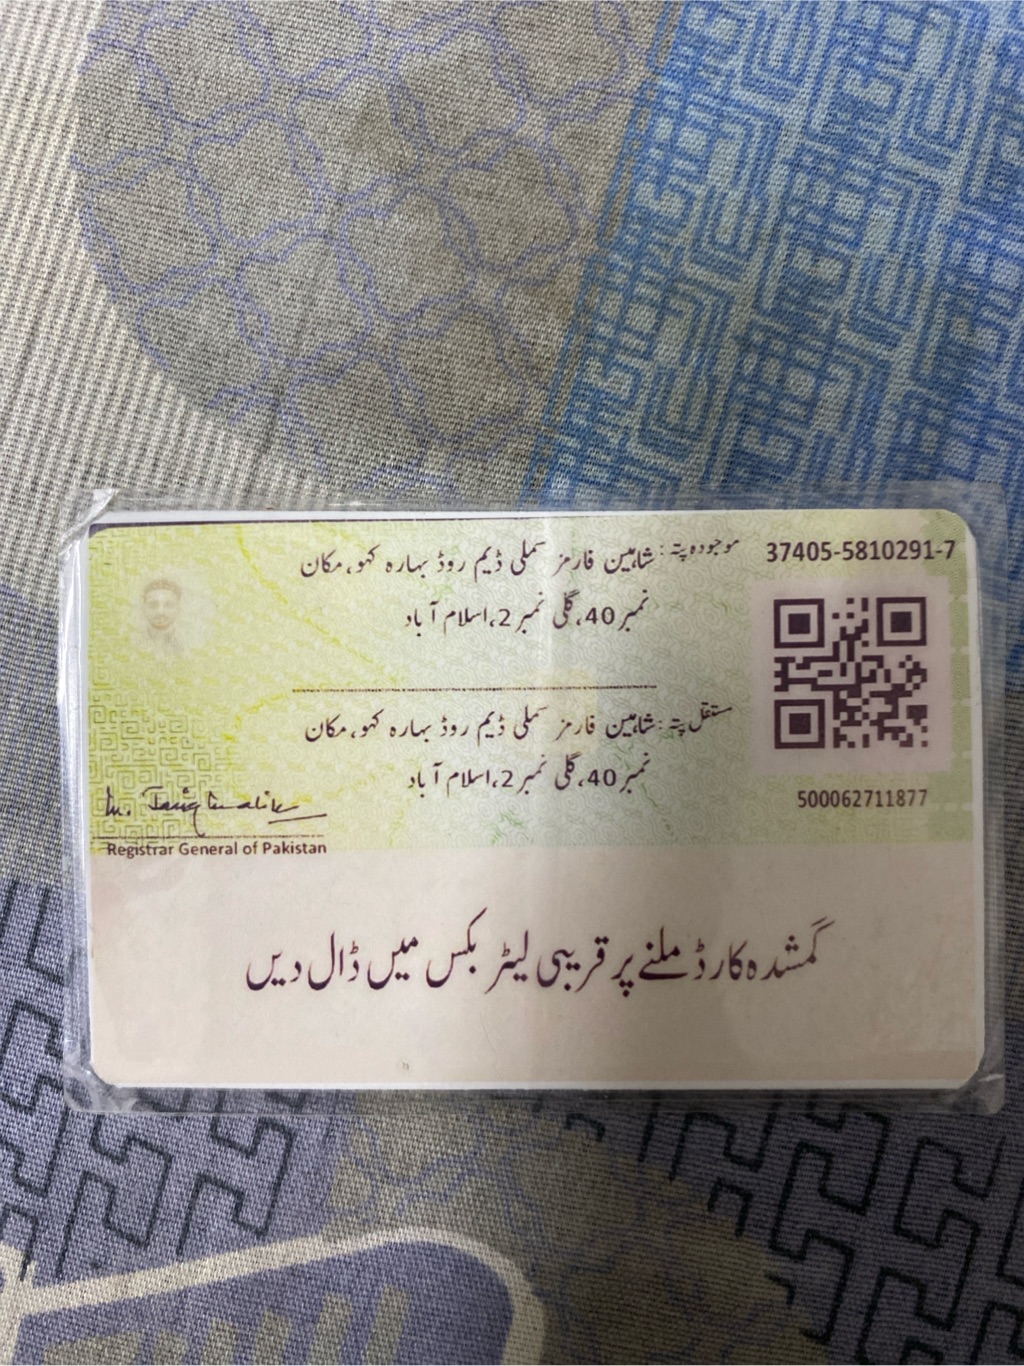 37405-5810291-7
موجودہ پتہ: شاہین فارمز سملی ڈیم روڈ بہارہ کہو، مکان
نمبر 40، گلی نمبر 2، اسلام آباد
مستقل پتہ: شاہین فارمز سملی ڈیم روڈ بہارہ کہو، مکان
نمبر 40، گلی نمبر 2، اسلام آباد
500062711877
Registrar General of Pakistan
گمشدہ کارڈ ملنے پر قریبی لیٹر بکس میں ڈال دیں